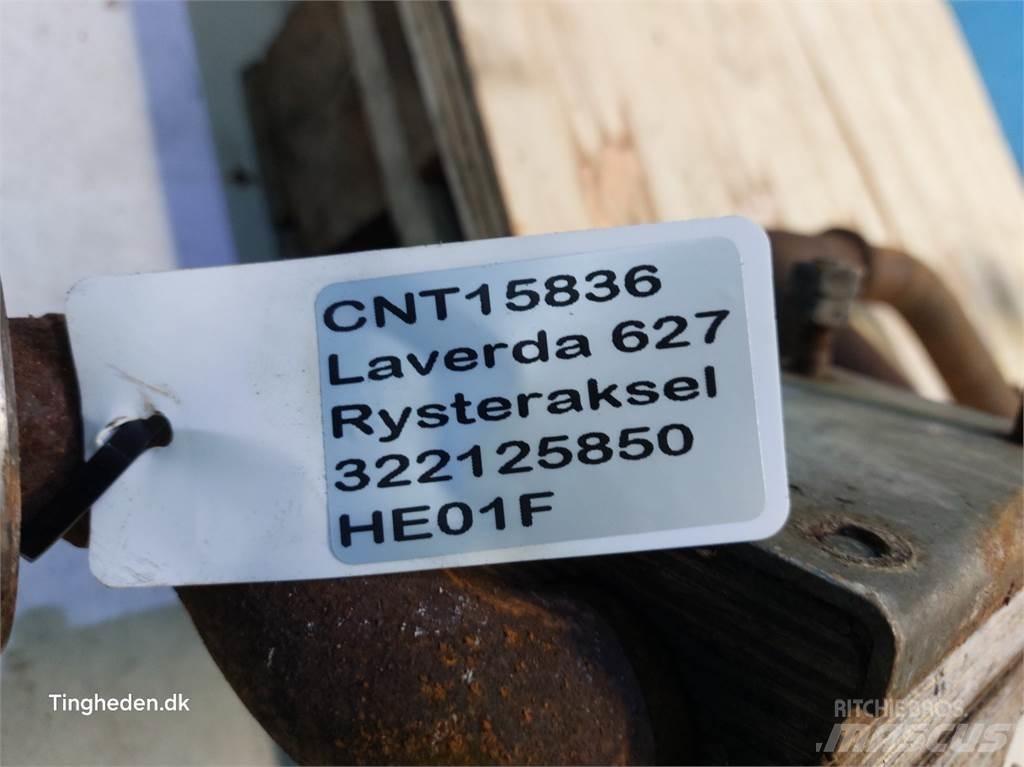 CNT15836
Laverda 627
Rysteraksel
322125850
HE01F
Tingheden.dk
RITCHIE BROS.
MASCUS